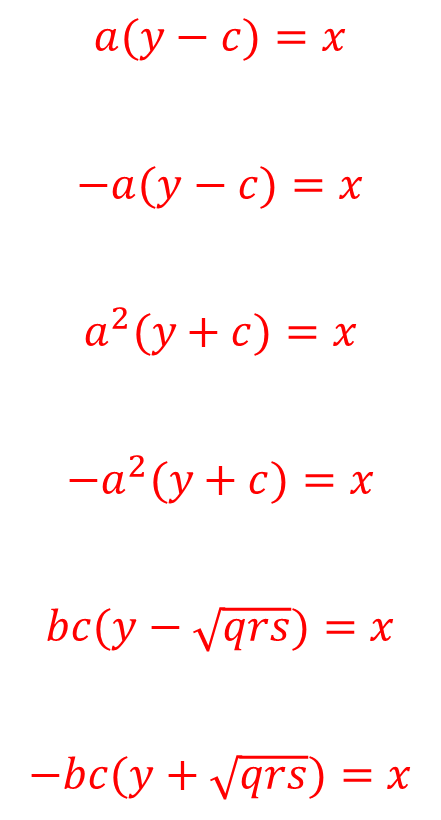 a(y − c) = x
−a(y − c) = x
a²(y + c) = x
−a²(y + c) = x
bc(y − √qrs) = x
−bc(y + √qrs) = x